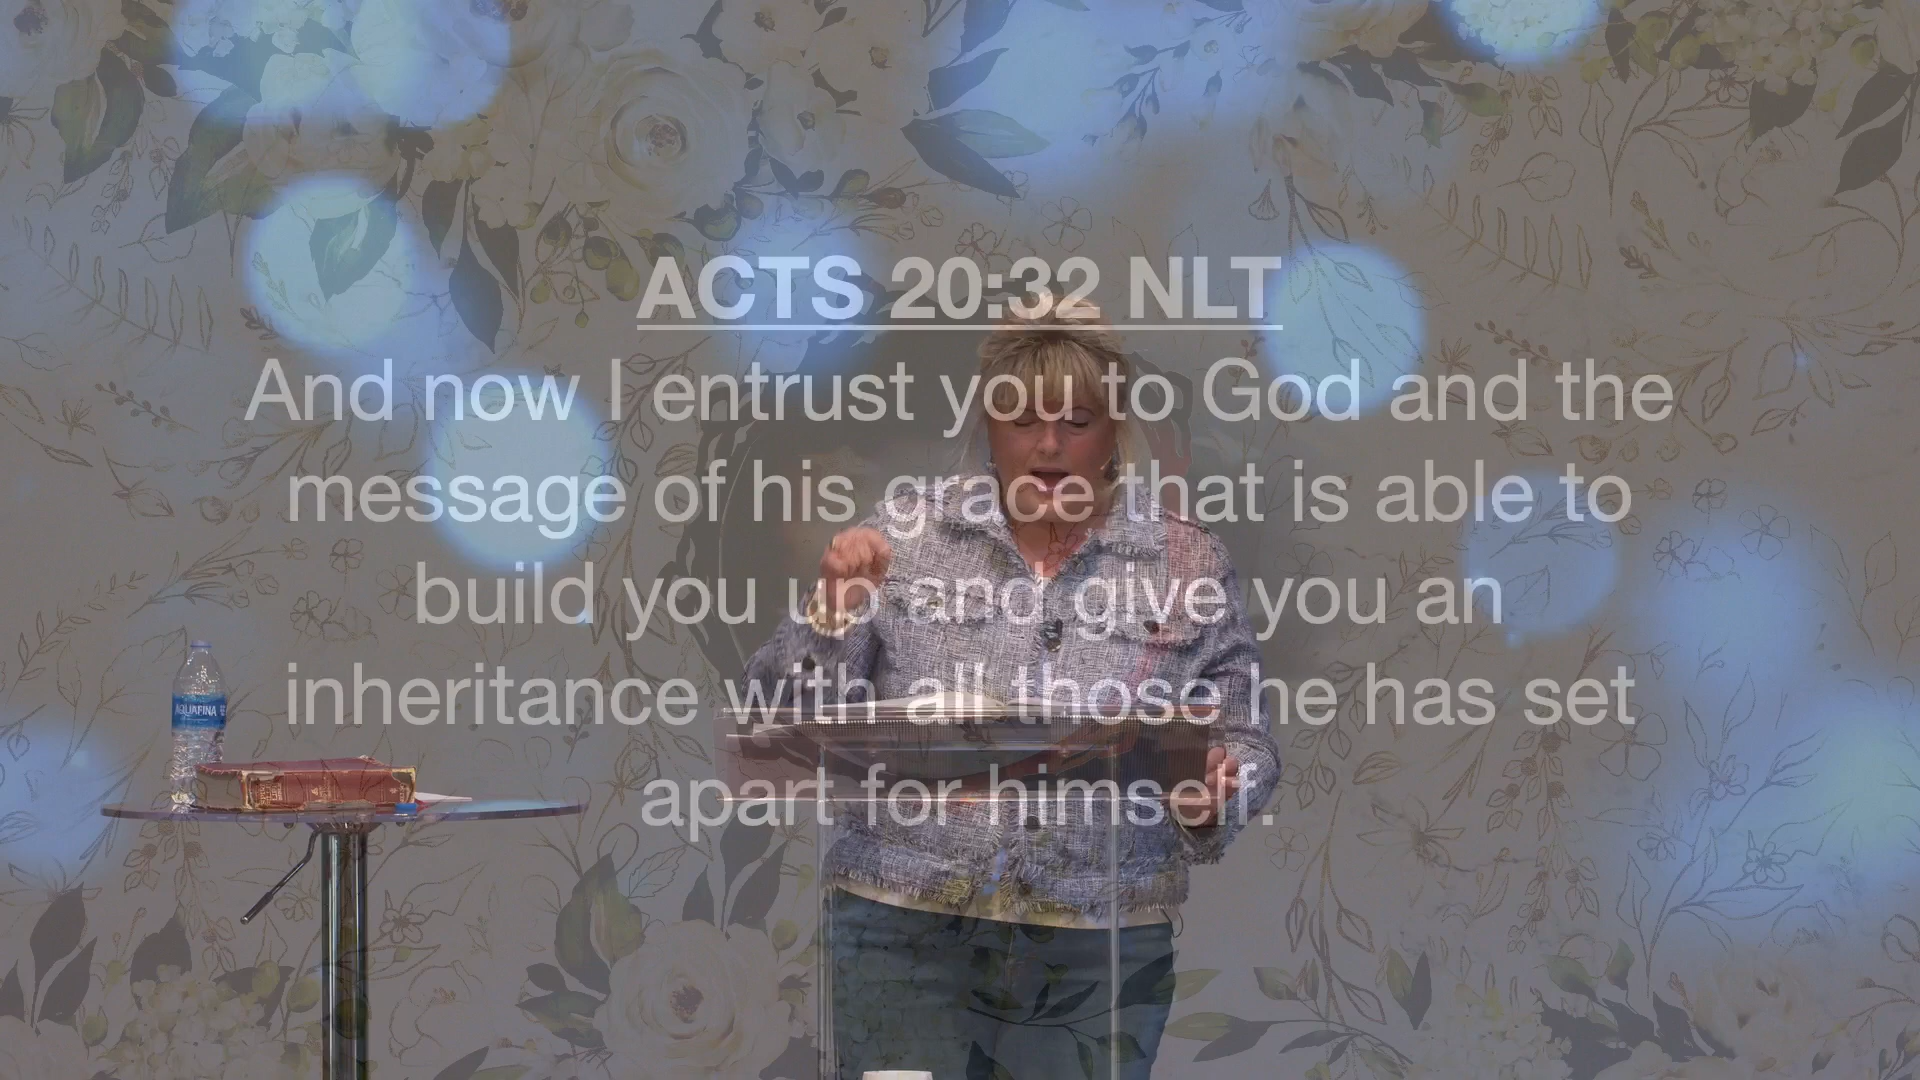 ACTS 20:32 NLT
And now I entrust you to God and the
message of his grace that is able to
build you up and give you an
inheritance with all those he has set
apart for himself.
AQUAFINA